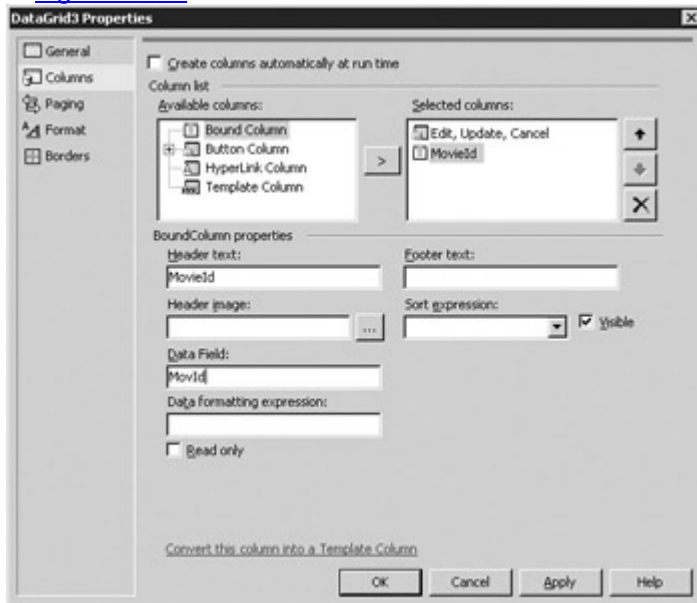 DataGrid3 Properties
General
Columns
Paging
Format
Borders
Create columns automatically at run time
Column list
Available columns:
Bound Column
Button Column
HyperLink Column
Template Column
>
Selected columns:
Edit, Update, Cancel
MovieId
BoundColumn properties
Header text:
MovieId
Footer text:
Header image:
...
Sort expression:
Visible
Data Field:
MovId
Data formatting expression:
Read only
Convert this column into a Template Column
OK Cancel Apply Help